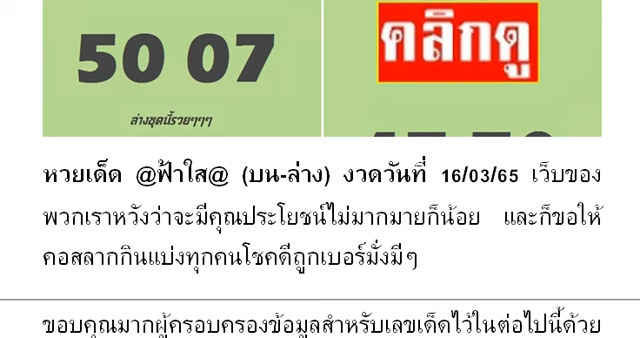 50 07
คลิกดู
ล่างชุดนี้รวยๆๆๆ
หวยเด็ด @ฟ้าใส@ (บน-ล่าง) งวดวันที่ 16/03/65 เว็บของ
พวกเราหวังว่าจะมีคุณประโยชน์ไม่มากมายก็น้อย และก็ขอให้
คอสลากกินแบ่งทุกคนโชคดีถูกเบอร์มั่งมีๆ
ขอบคุณมากผู้ครอบครองข้อมูลสำหรับเลขเด็ดไว้ในต่อไปนี้ด้วย